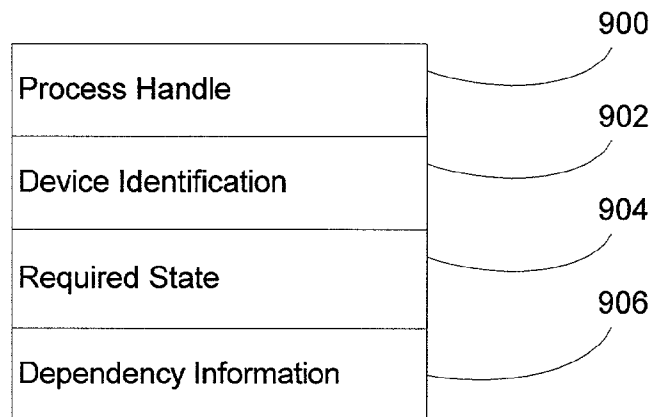 900
Process Handle
902
Device Identification
904
Required State
906
Dependency Information